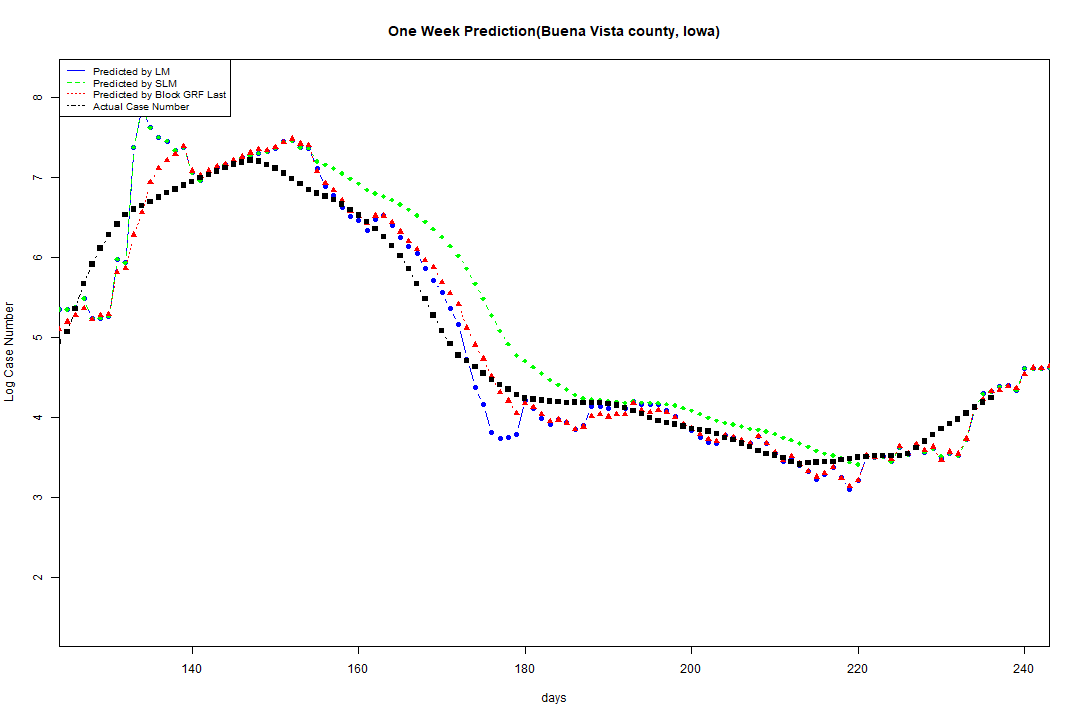 One Week Prediction(Buena Vista county, Iowa)
Predicted by LM
Predicted by SLM
Predicted by Block GRF Last
Actual Case Number
8
7
6
5
4
3
2
Log Case Number
140 160 180 200 220 240
days